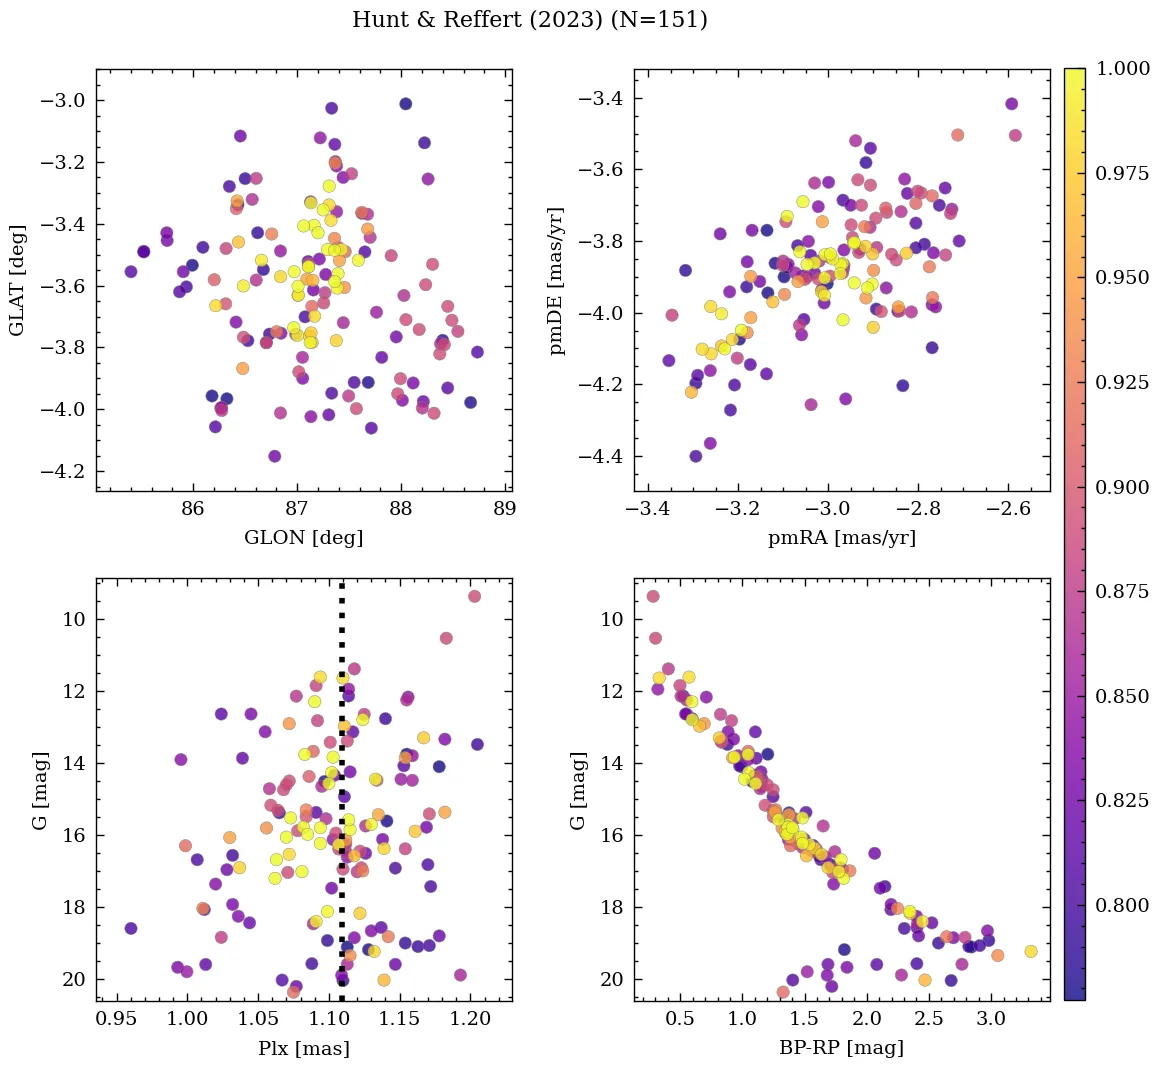 Hunt & Reffert (2023) (N=151)
−3.0
−3.2
−3.4
−3.6
−3.8
−4.0
−4.2
GLAT [deg]
86 87 88 89
GLON [deg]
−3.4
−3.6
−3.8
−4.0
−4.2
−4.4
pmDE [mas/yr]
−3.4 −3.2 −3.0 −2.8 −2.6
pmRA [mas/yr]
10
12
14
16
18
20
G [mag]
0.95 1.00 1.05 1.10 1.15 1.20
Plx [mas]
10
12
14
16
18
20
G [mag]
0.5 1.0 1.5 2.0 2.5 3.0
BP-RP [mag]
1.000
0.975
0.950
0.925
0.900
0.875
0.850
0.825
0.800